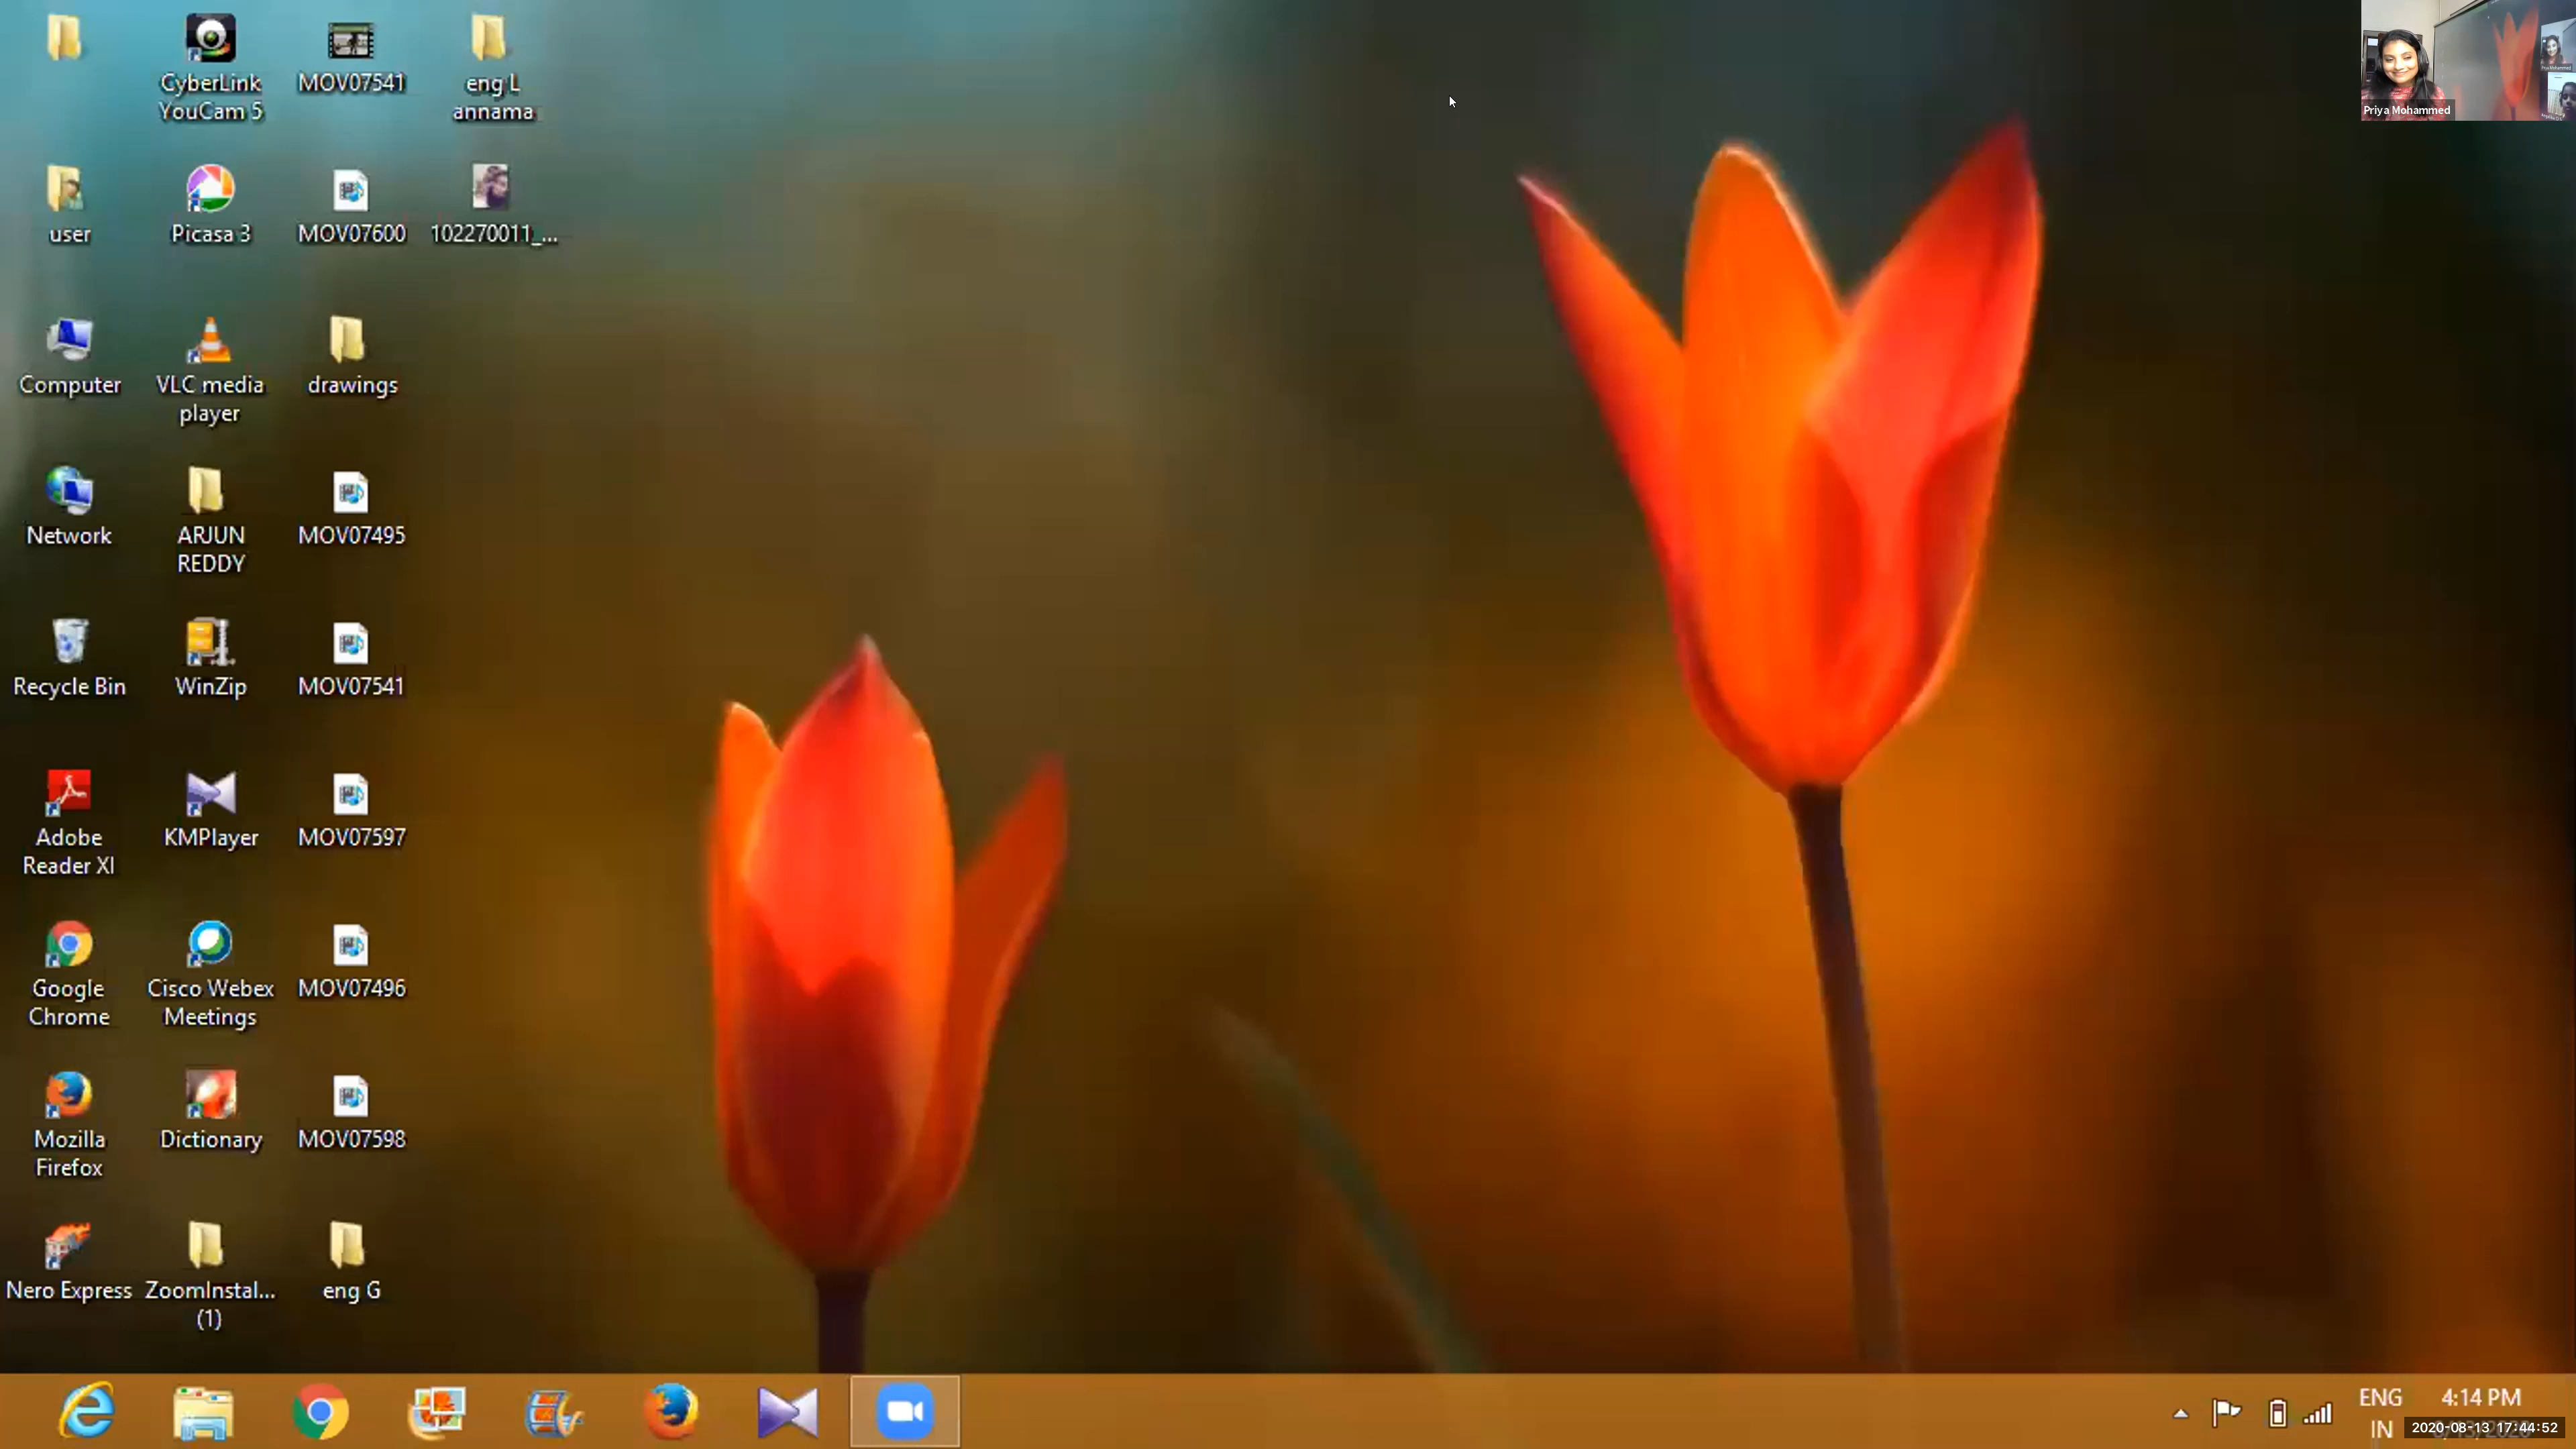 CyberLink
YouCam 5
MOV07541
eng L
annama
user
Picasa 3
MOV07600
102270011_...
Computer
VLC media
player
drawings
Network
ARJUN
REDDY
MOV07495
Recycle Bin
WinZip
MOV07541
Adobe
Reader XI
KMPlayer
MOV07597
Google
Chrome
Cisco Webex
Meetings
MOV07496
Mozilla
Firefox
Dictionary
MOV07598
Nero Express
ZoomInstal...
(1)
eng G
Priya Mohammed
ENG
IN
4:14 PM
2020-08-13 17:44:52